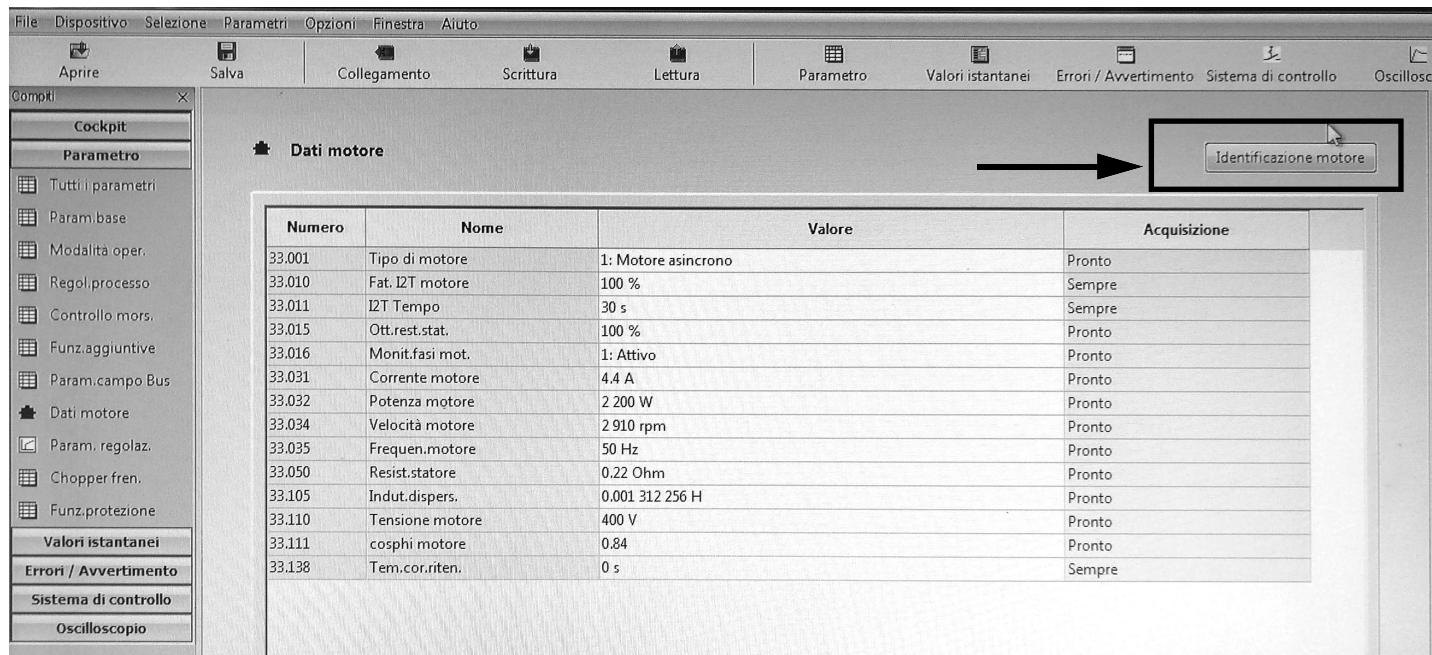 File Dispositivo Selezione Parametri Opzioni Finestra Aiuto
Aprire Salva Collegamento Scrittura Lettura Parametro Valori istantanei Errori / Avvertimento Sistema di controllo Oscillosc
Compiti
Cockpit
Parametro
Tutti i parametri
Param.base
Modalità oper.
Regol.processo
Controllo mors.
Funz.aggiuntive
Param.campo Bus
Dati motore
Param. regolaz.
Chopper fren.
Funz.protezione
Valori istantanei
Errori / Avvertimento
Sistema di controllo
Oscilloscopio
Dati motore
Identificazione motore
Numero Nome Valore Acquisizione
33.001 Tipo di motore 1: Motore asincrono Pronto
33.010 Fat. I2T motore 100 % Sempre
33.011 I2T Tempo 30 s Sempre
33.015 Ott.rest.stat. 100 % Pronto
33.016 Monit.fasi mot. 1: Attivo Pronto
33.031 Corrente motore 4.4 A Pronto
33.032 Potenza motore 2 200 W Pronto
33.034 Velocità motore 2 910 rpm Pronto
33.035 Frequen.motore 50 Hz Pronto
33.050 Resist.statore 0.22 Ohm Pronto
33.105 Indut.dispers. 0.001 312 256 H Pronto
33.110 Tensione motore 400 V Pronto
33.111 cosphi motore 0.84 Pronto
33.138 Tem.cor.riten. 0 s Sempre